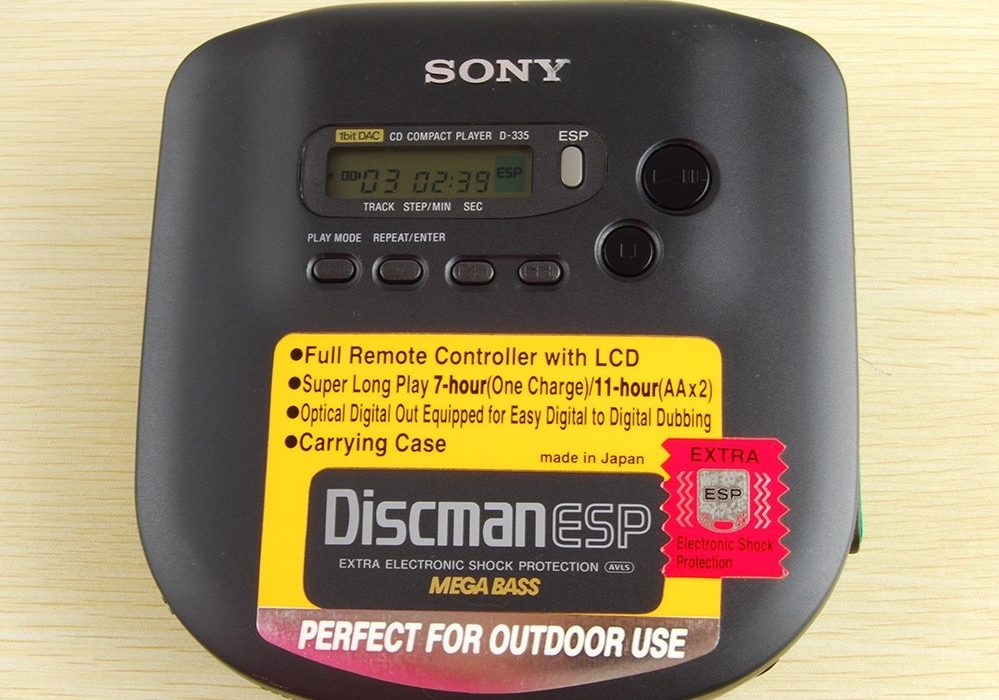 SONY
1bit DAC CD COMPACT PLAYER D-335 ESP
03 02:39 ESP
TRACK STEP/MIN SEC
PLAY MODE REPEAT/ENTER
●Full Remote Controller with LCD
●Super Long Play 7-hour(One Charge)/11-hour(AAx2)
●Optical Digital Out Equipped for Easy Digital to Digital Dubbing
●Carrying Case
made in Japan
DiscmanESP
EXTRA ELECTRONIC SHOCK PROTECTION AVLS
MEGA BASS
PERFECT FOR OUTDOOR USE
EXTRA
ESP
Electronic Shock
Protection